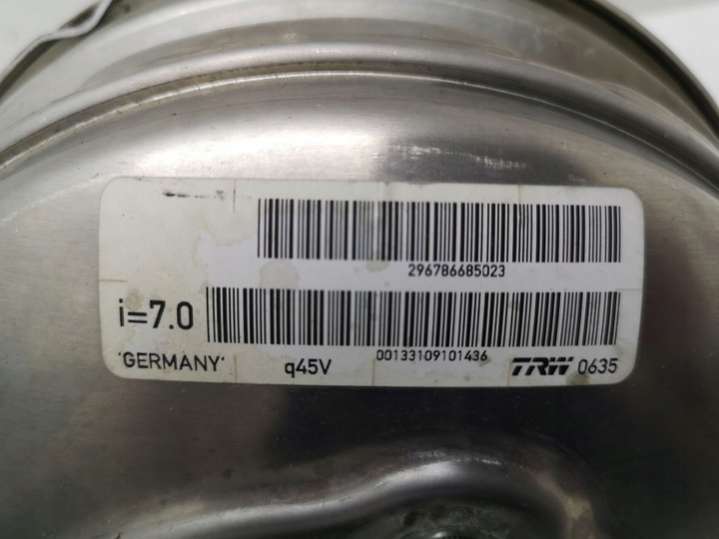 296786685023
i=7.0
00133109101436
'GERMANY' q45V TRW 0635